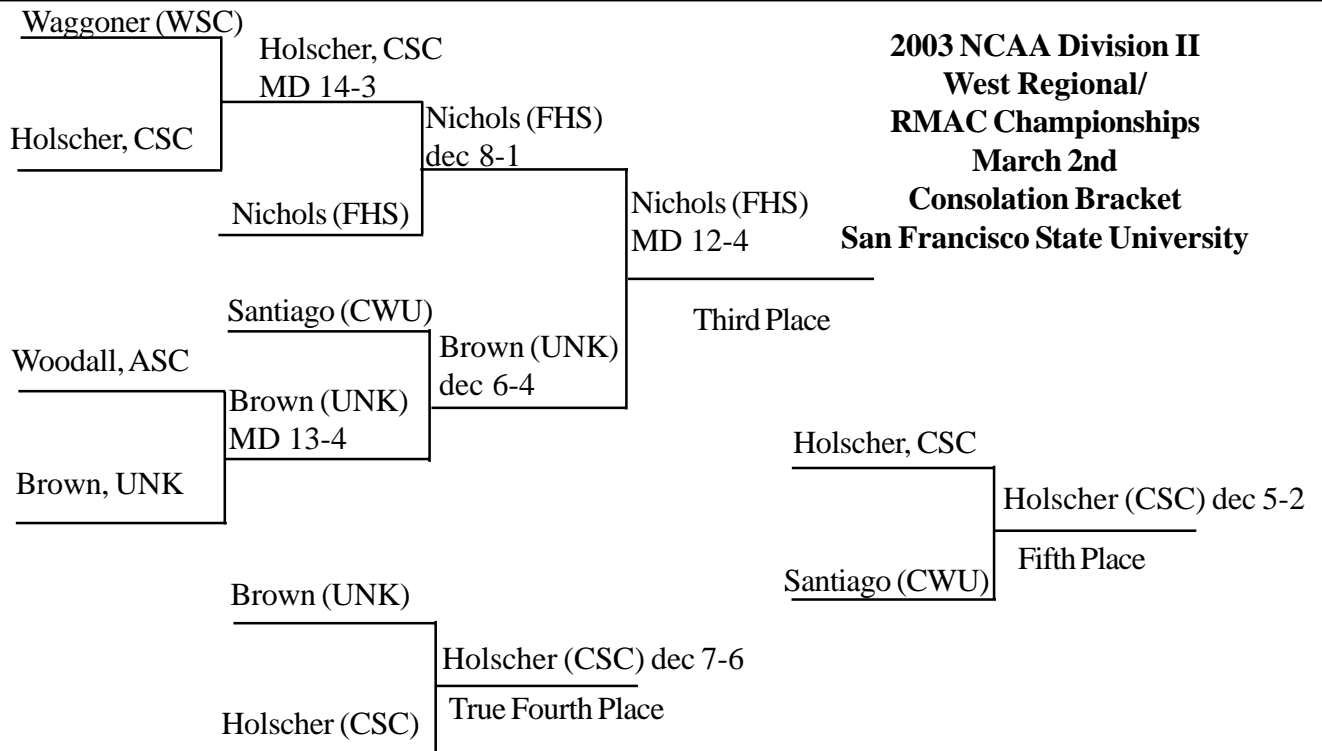 Waggoner (WSC)
Holscher, CSC
MD 14-3
Holscher, CSC
Nichols (FHS)
dec 8-1
Nichols (FHS)
Nichols (FHS)
MD 12-4
Third Place
2003 NCAA Division II
West Regional/
RMAC Championships
March 2nd
Consolation Bracket
San Francisco State University
Santiago (CWU)
Woodall, ASC
Brown (UNK)
dec 6-4
Brown (UNK)
MD 13-4
Brown, UNK
Holscher, CSC
Holscher (CSC) dec 5-2
Fifth Place
Santiago (CWU)
Brown (UNK)
Holscher (CSC) dec 7-6
True Fourth Place
Holscher (CSC)